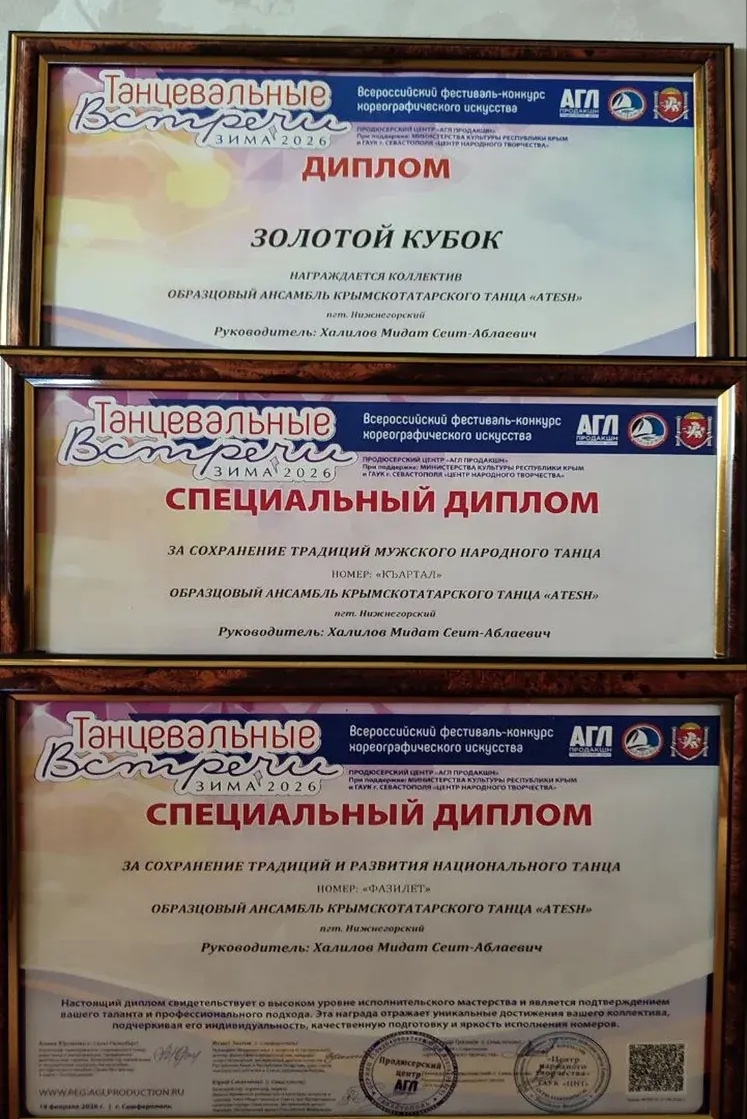 Танцевальные
Встречи
ЗИМА 2026
Всероссийский фестиваль-конкурс
хореографического искусства
АГЛ
ПРОДАКШН
ПРОДЮСЕРСКИЙ ЦЕНТР «АГЛ ПРОДАКШН»
При поддержке: МИНИСТЕРСТВА КУЛЬТУРЫ РЕСПУБЛИКИ КРЫМ
и ГАУК г. СЕВАСТОПОЛЯ «ЦЕНТР НАРОДНОГО ТВОРЧЕСТВА»
ДИПЛОМ
ЗОЛОТОЙ КУБОК
НАГРАЖДАЕТСЯ КОЛЛЕКТИВ
ОБРАЗЦОВЫЙ АНСАМБЛЬ КРЫМСКОТАТАРСКОГО ТАНЦА «ATESH»
пгт. Нижнегорский
Руководитель: Халилов Мидат Сеит-Аблаевич
Танцевальные
Встречи
ЗИМА 2026
Всероссийский фестиваль-конкурс
хореографического искусства
АГЛ
ПРОДАКШН
ПРОДЮСЕРСКИЙ ЦЕНТР «АГЛ ПРОДАКШН»
При поддержке: МИНИСТЕРСТВА КУЛЬТУРЫ РЕСПУБЛИКИ КРЫМ
и ГАУК г. СЕВАСТОПОЛЯ «ЦЕНТР НАРОДНОГО ТВОРЧЕСТВА»
СПЕЦИАЛЬНЫЙ ДИПЛОМ
ЗА СОХРАНЕНИЕ ТРАДИЦИЙ МУЖСКОГО НАРОДНОГО ТАНЦА
НОМЕР: «КЪАРТАЛ»
ОБРАЗЦОВЫЙ АНСАМБЛЬ КРЫМСКОТАТАРСКОГО ТАНЦА «ATESH»
пгт. Нижнегорский
Руководитель: Халилов Мидат Сеит-Аблаевич
Танцевальные
Встречи
ЗИМА 2026
Всероссийский фестиваль-конкурс
хореографического искусства
АГЛ
ПРОДАКШН
ПРОДЮСЕРСКИЙ ЦЕНТР «АГЛ ПРОДАКШН»
При поддержке: МИНИСТЕРСТВА КУЛЬТУРЫ РЕСПУБЛИКИ КРЫМ
и ГАУК г. СЕВАСТОПОЛЯ «ЦЕНТР НАРОДНОГО ТВОРЧЕСТВА»
СПЕЦИАЛЬНЫЙ ДИПЛОМ
ЗА СОХРАНЕНИЕ ТРАДИЦИЙ И РАЗВИТИЯ НАЦИОНАЛЬНОГО ТАНЦА
НОМЕР: «ФАЗИЛЕТ»
ОБРАЗЦОВЫЙ АНСАМБЛЬ КРЫМСКОТАТАРСКОГО ТАНЦА «ATESH»
пгт. Нижнегорский
Руководитель: Халилов Мидат Сеит-Аблаевич
Настоящий диплом свидетельствует о высоком уровне исполнительского мастерства и является подтверждением
вашего таланта и профессионального подхода. Эта награда отражает уникальные достижения вашего коллектива,
подчеркивая его индивидуальность, качественную подготовку и яркость исполнения номеров.
Продюсерский
центр
АГЛ
«Центр
народного
творчества»
ГАУК «ЦНТ»
WWW.REG-AGLPRODUCTION.RU
февраля 2026 г. | г. Симферополь